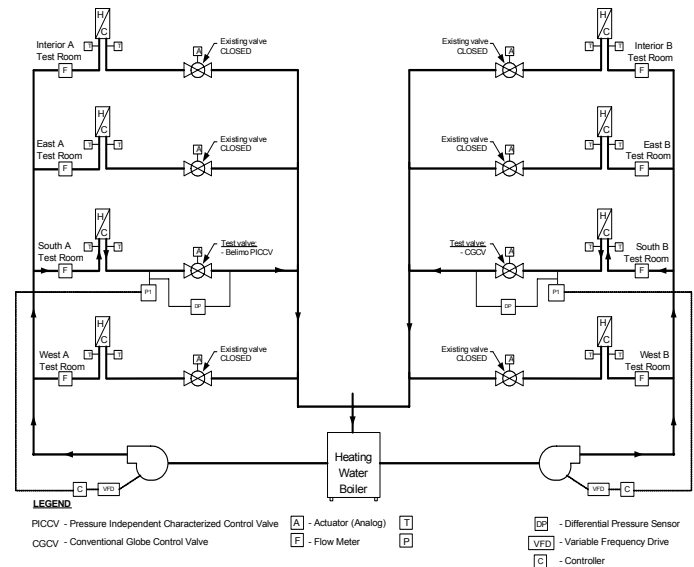 H
C
T
T
Interior A
Test Room
F
A
Existing valve
CLOSED
H
C
T
T
East A
Test Room
F
A
Existing valve
CLOSED
H
C
T
T
South A
Test Room
F
A
Test valve:
- Belimo PICCV
P1
DP
H
C
T
T
West A
Test Room
F
A
Existing valve
CLOSED
C
VFD
Existing valve
CLOSED
A
H
C
T
T
Interior B
Test Room
F
Existing valve
CLOSED
A
H
C
T
T
East B
Test Room
F
Test valve:
- CGCV
A
H
C
T
T
South B
Test Room
F
DP
P1
Existing valve
CLOSED
A
H
C
T
T
West B
Test Room
F
VFD
C
Heating
Water
Boiler
LEGEND
PICCV - Pressure Independent Characterized Control Valve
CGCV - Conventional Globe Control Valve
A - Actuator (Analog)
F - Flow Meter
T
P
DP - Differential Pressure Sensor
VFD - Variable Frequency Drive
C - Controller